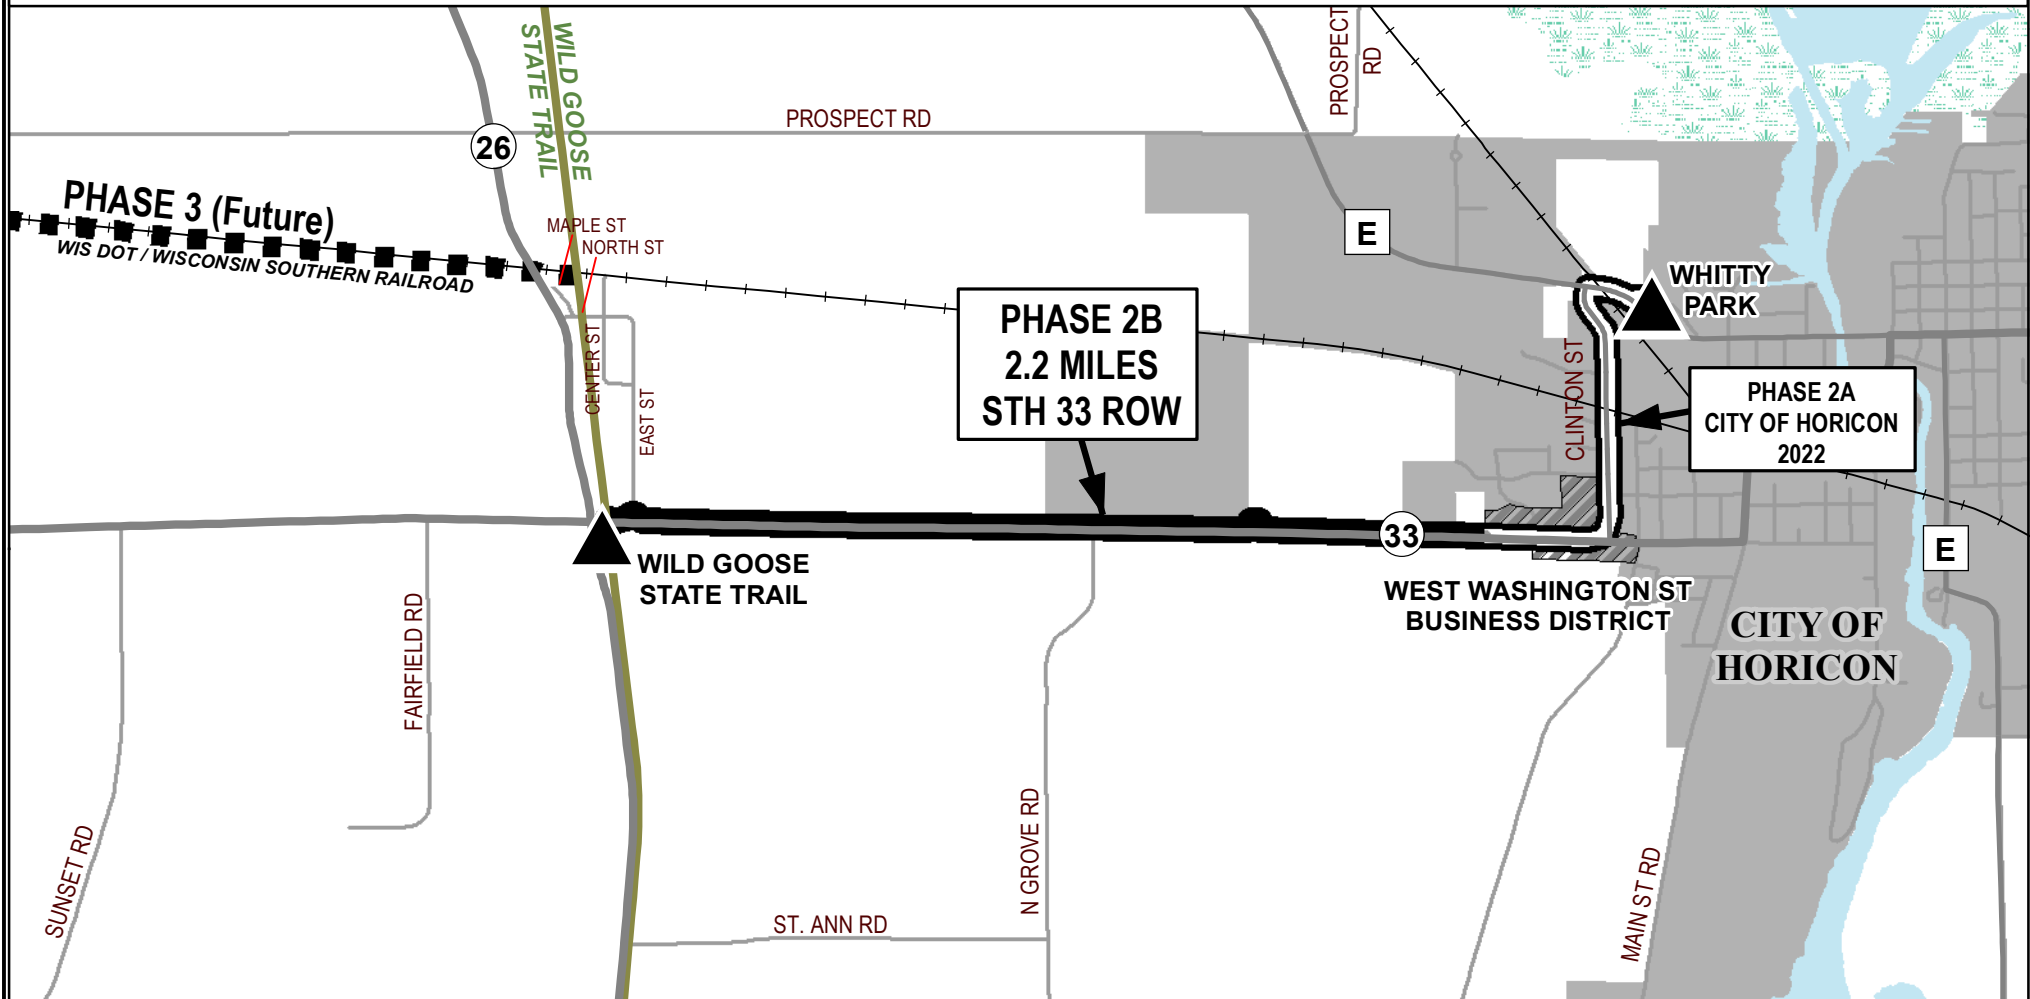 WILD GOOSE
STATE TRAIL
PROSPECT
RD
PROSPECT RD
26
PHASE 3 (Future)
WIS DOT / WISCONSIN SOUTHERN RAILROAD
MAPLE ST
NORTH ST
E
WHITTY
PARK
PHASE 2B
2.2 MILES
STH 33 ROW
CENTER ST
EAST ST
CLINTON ST
PHASE 2A
CITY OF HORICON
2022
33
E
WILD GOOSE
STATE TRAIL
WEST WASHINGTON ST
BUSINESS DISTRICT
CITY OF
HORICON
FAIRFIELD RD
SUNSET RD
N GROVE RD
ST. ANN RD
MAIN ST RD